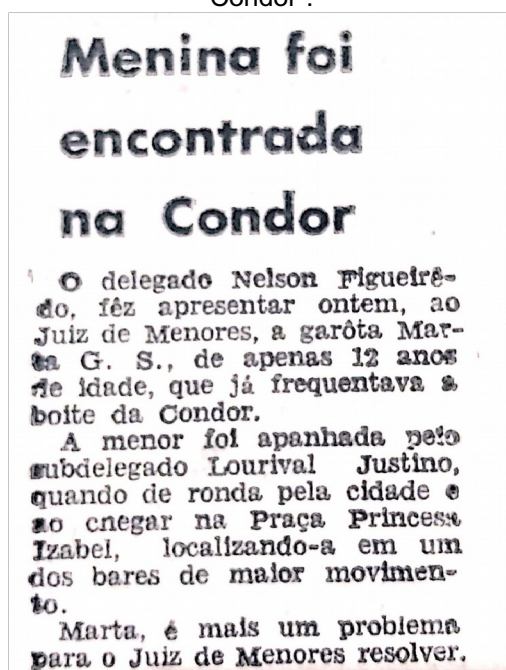 Condor".
Menina foi
encontrada
na Condor
O delegado Nelson Figueirê-
do, fêz apresentar ontem, ao
Juiz de Menores, a garôta Mar-
ta G. S., de apenas 12 anos
de idade, que já frequentava a
boite da Condor.
A menor foi apanhada pelo
subdelegado Lourival Justino,
quando de ronda pela cidade e
ao cnegar na Praça Princesa
Izabel, localizando-a em um
dos bares de maior movimen-
to.
Marta, é mais um problema
para o Juiz de Menores resolver.